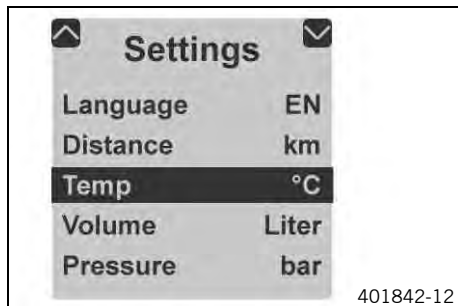 Settings
Language EN
Distance km
Temp °C
Volume Liter
Pressure bar
401842-12